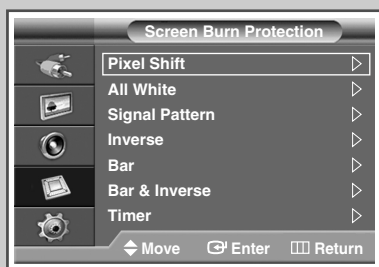 Screen Burn Protection
Pixel Shift
All White
Signal Pattern
Inverse
Bar
Bar & Inverse
Timer
Move Enter Return